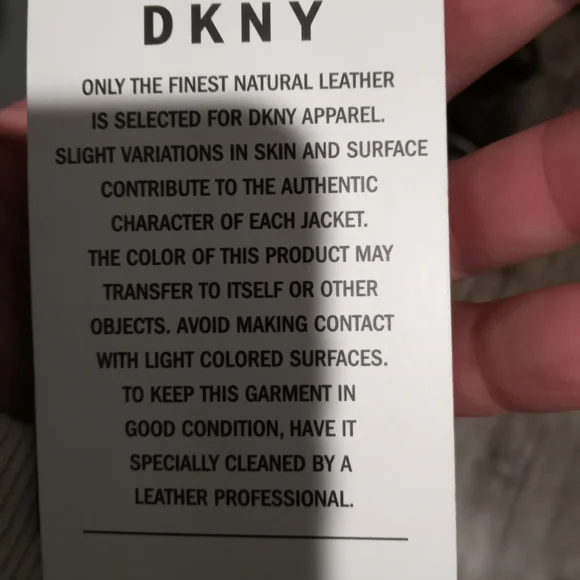 DKNY
ONLY THE FINEST NATURAL LEATHER
IS SELECTED FOR DKNY APPAREL.
SLIGHT VARIATIONS IN SKIN AND SURFACE
CONTRIBUTE TO THE AUTHENTIC
CHARACTER OF EACH JACKET.
THE COLOR OF THIS PRODUCT MAY
TRANSFER TO ITSELF OR OTHER
OBJECTS. AVOID MAKING CONTACT
WITH LIGHT COLORED SURFACES.
TO KEEP THIS GARMENT IN
GOOD CONDITION, HAVE IT
SPECIALLY CLEANED BY A
LEATHER PROFESSIONAL.